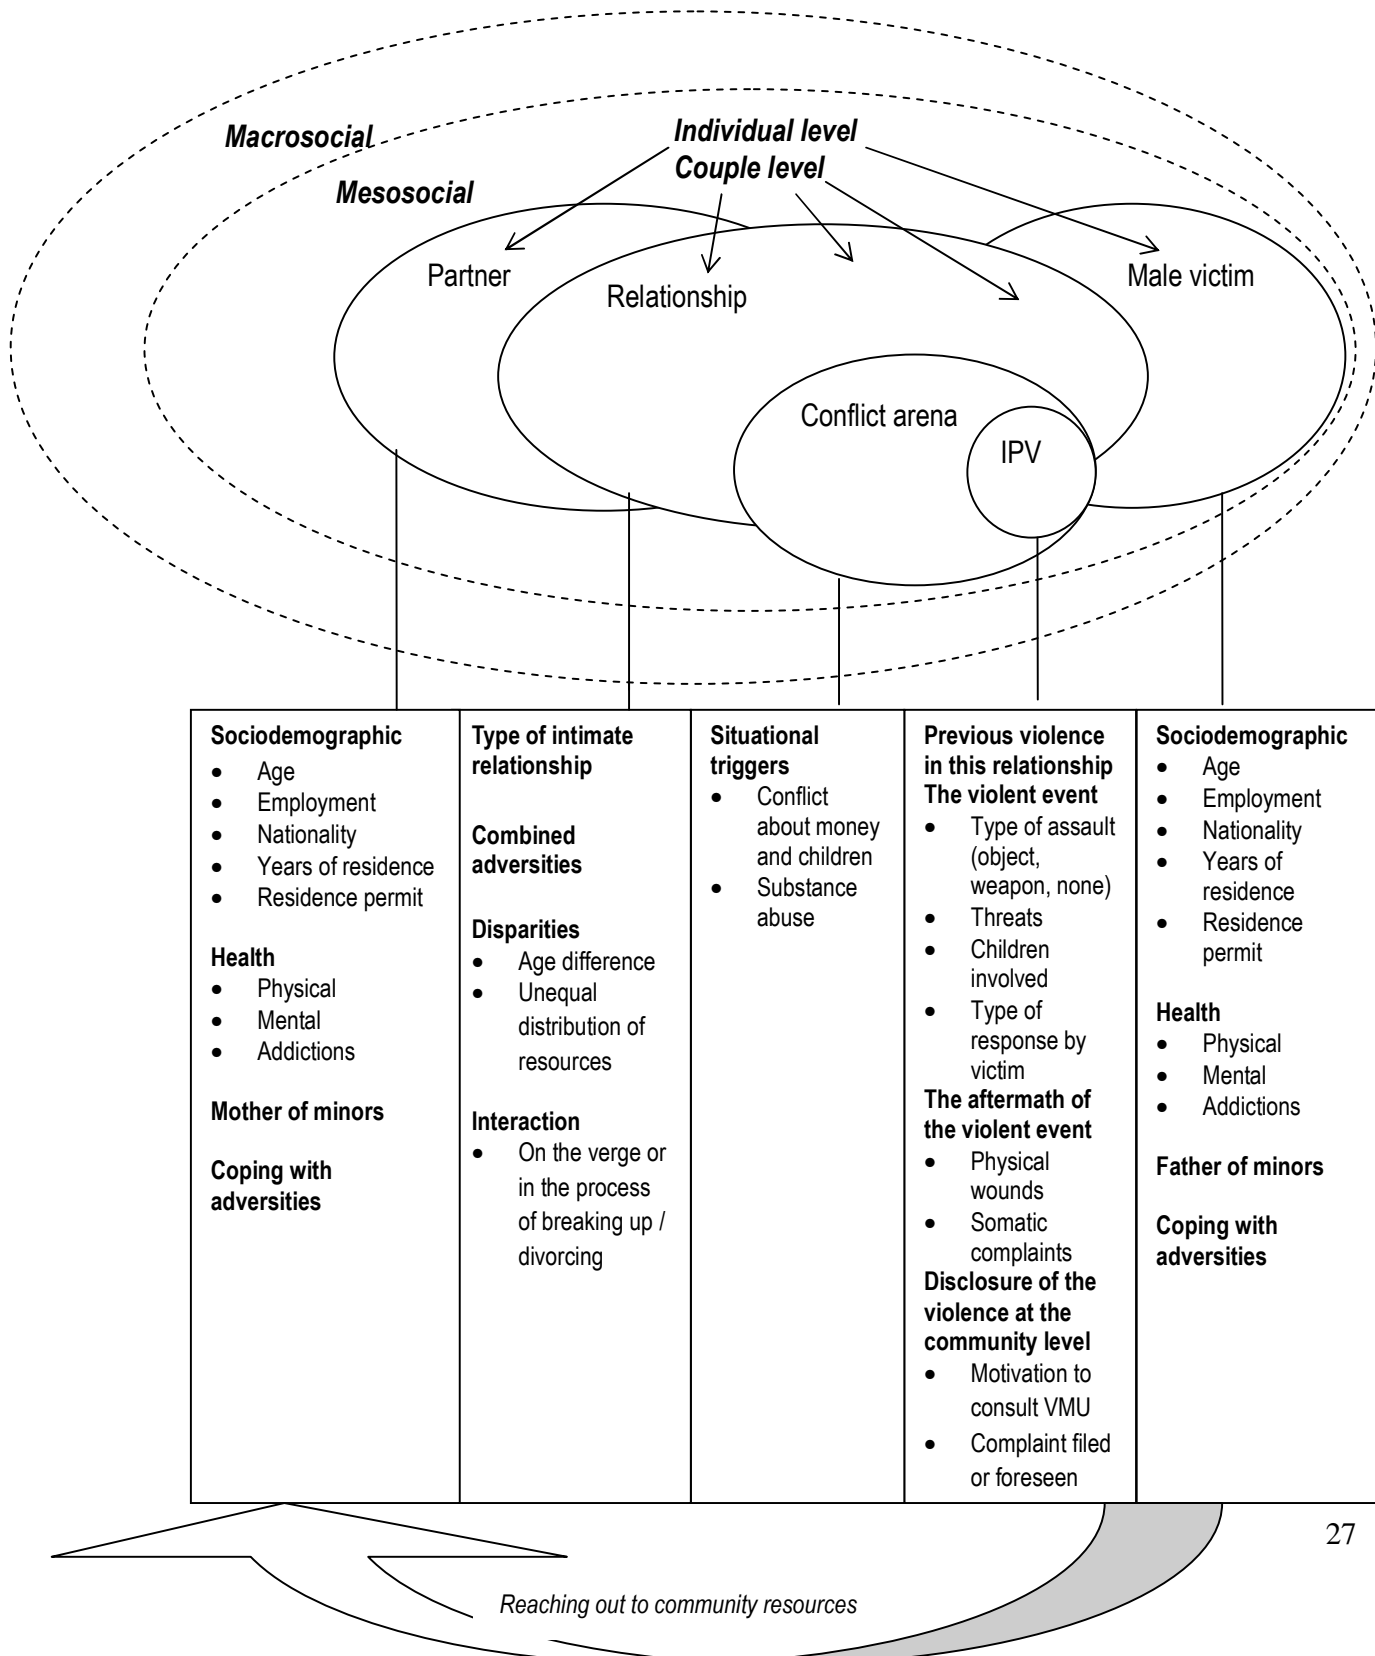 Macrosocial
Individual level
Couple level
Mesosocial
Partner
Relationship
Male victim
Conflict arena
IPV
Sociodemographic
• Age
• Employment
• Nationality
• Years of residence
• Residence permit
Health
• Physical
• Mental
• Addictions
Mother of minors
Coping with
adversities
Type of intimate
relationship
Combined
adversities
Disparities
• Age difference
• Unequal
distribution of
resources
Interaction
• On the verge or
in the process
of breaking up /
divorcing
Situational
triggers
• Conflict
about money
and children
• Substance
abuse
Previous violence
in this relationship
The violent event
• Type of assault
(object,
weapon, none)
• Threats
• Children
involved
• Type of
response by
victim
The aftermath of
the violent event
• Physical
wounds
• Somatic
complaints
Disclosure of the
violence at the
community level
• Motivation to
consult VMU
• Complaint filed
or foreseen
Sociodemographic
• Age
• Employment
• Nationality
• Years of
residence
• Residence
permit
Health
• Physical
• Mental
• Addictions
Father of minors
Coping with
adversities
27
Reaching out to community resources